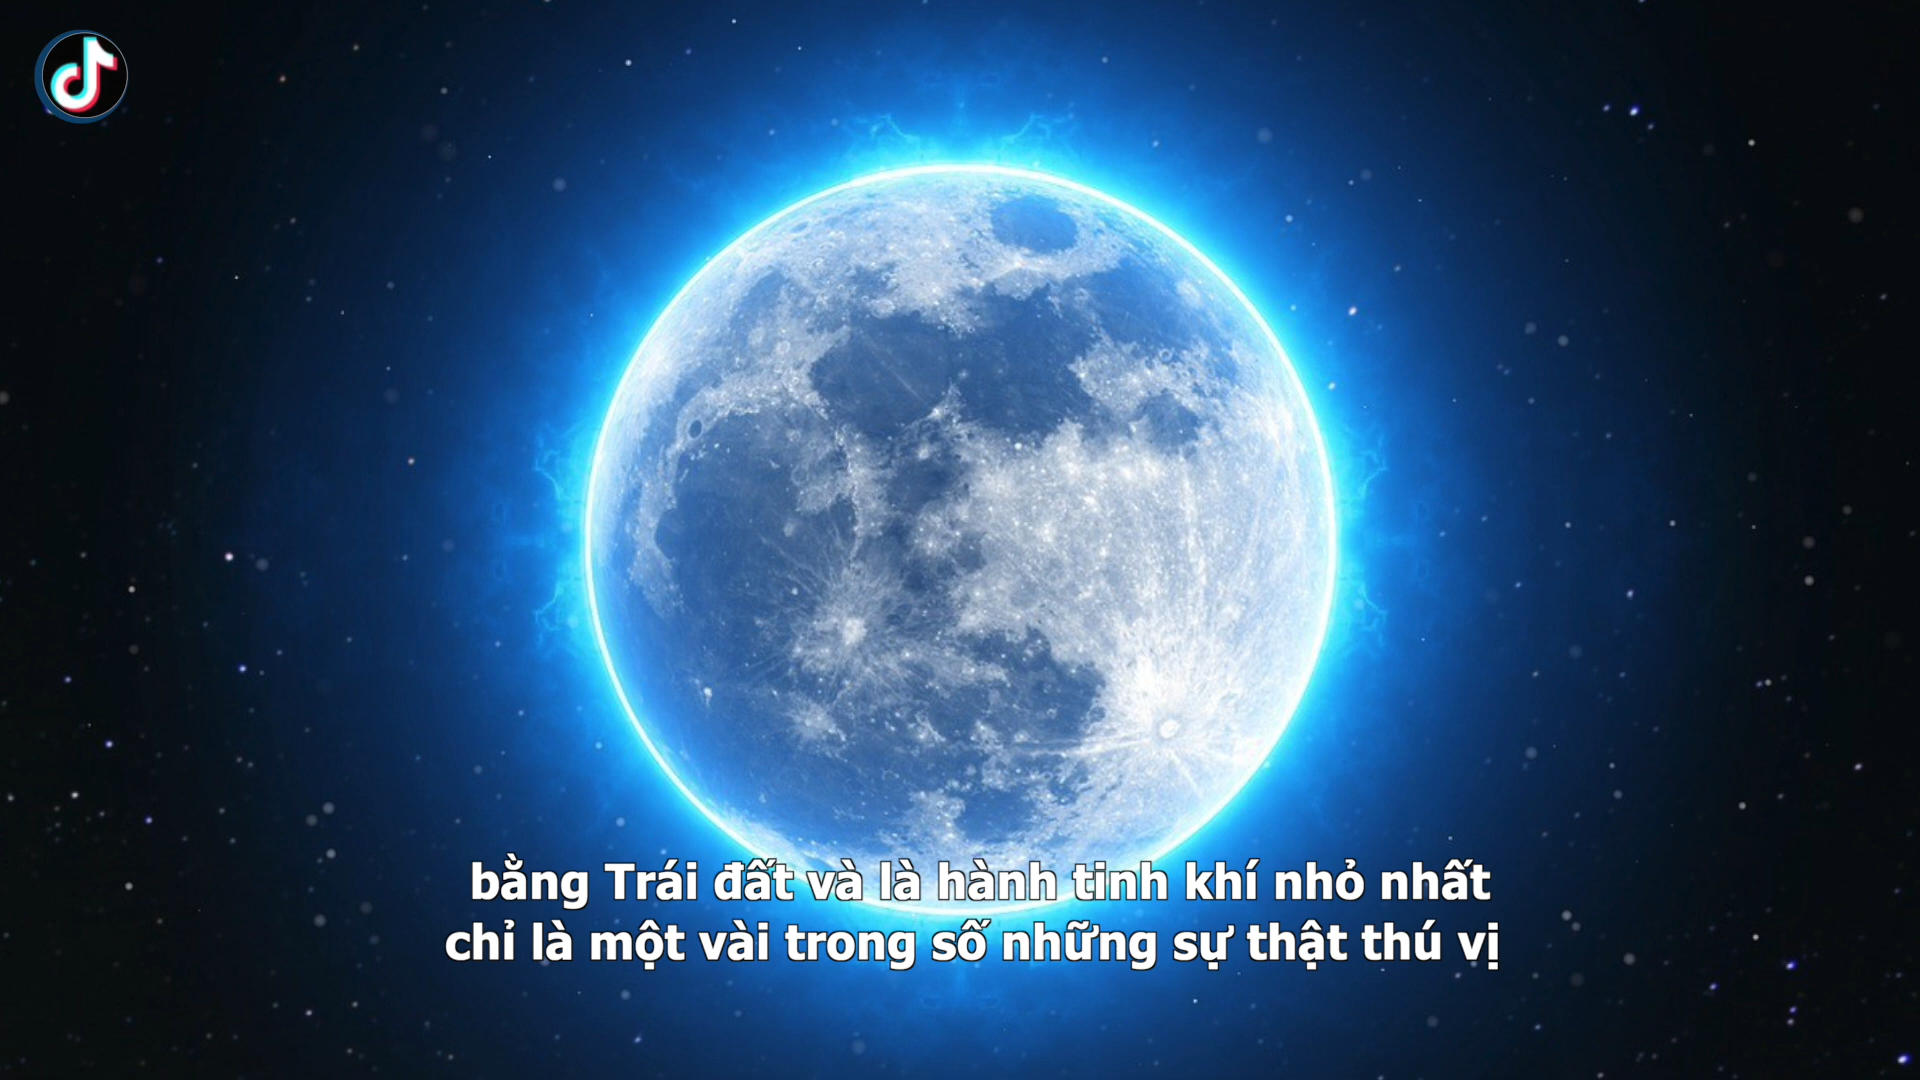 bằng Trái đất và là hành tinh khí nhỏ nhất
chỉ là một vài trong số những sự thật thú vị